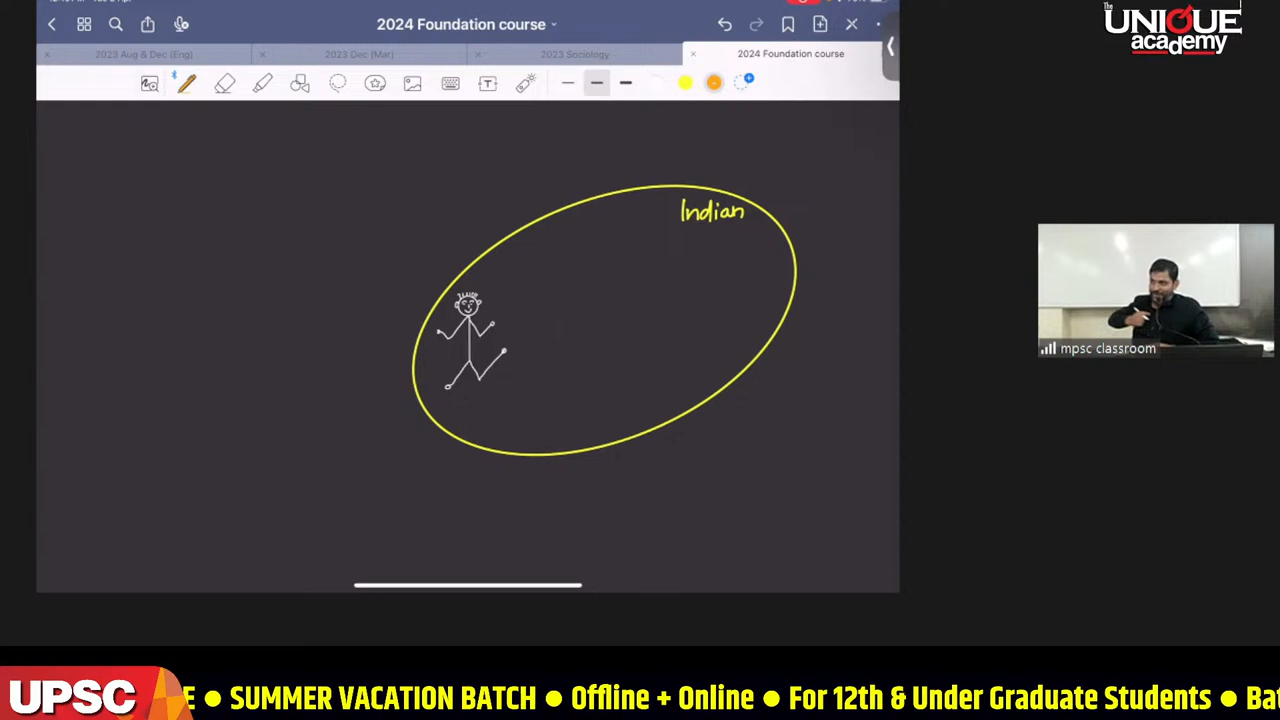 2024 Foundation course
2023 Aug & Dec (Eng)
2023 Dec (Mar)
2023 Sociology
2024 Foundation course
The
UNIQUE
academy
Indian
mpsc classroom
UPSC
E ● SUMMER VACATION BATCH ● Offline + Online ● For 12th & Under Graduate Students ● Bat